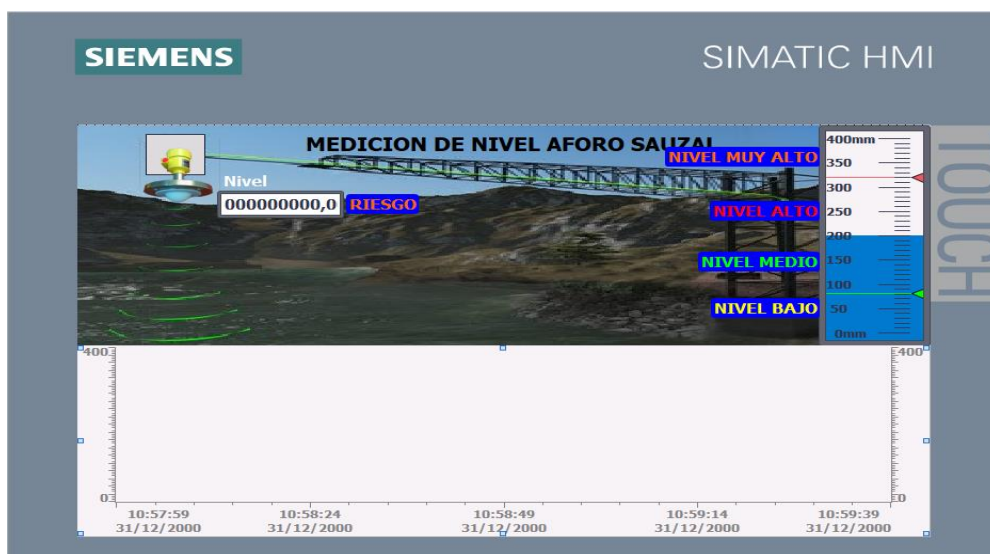 SIEMENS
SIMATIC HMI
TOUCH
MEDICION DE NIVEL AFORO SAUZAL
NIVEL MUY ALTO
Nivel
000000000,0 RIESGO
NIVEL ALTO
NIVEL MEDIO
NIVEL BAJO
400mm
350
300
250
200
150
100
50
0mm
400 400
0 0
10:57:59 10:58:24 10:58:49 10:59:14 10:59:39
31/12/2000 31/12/2000 31/12/2000 31/12/2000 31/12/2000